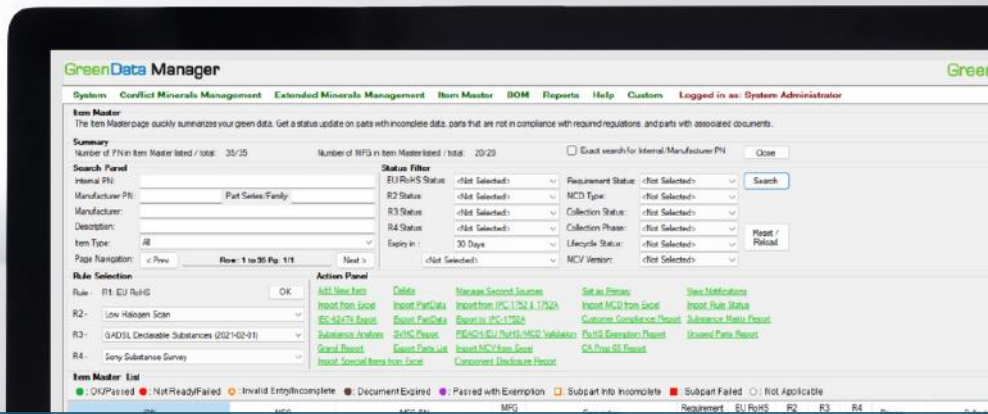 GreenData Manager
Green
System Conflict Minerals Management Extended Minerals Management Item Master BOM Reports Help Custom Logged in as: System Administrator
Item Master
The Item Master page quickly summarizes your green data. Get a status update on parts with incomplete data, parts that are not in compliance with required regulations, and parts with associated documents.
Summary
Number of PN in Item Master listed / total: 35/35 Number of MFG in Item Master listed / total: 20/20 Exact search for Internal/Manufacturer PN Close
Search Panel Status Filter
Internal PN: EU RoHS Status: <Not Selected> Requirement Status: <Not Selected> Search
Manufacturer PN: Part Series/Family: R2 Status: <Not Selected> MCD Type: <Not Selected>
Manufacturer: R3 Status: <Not Selected> Collection Status: <Not Selected>
Description: R4 Status: <Not Selected> Collection Phase: <Not Selected> Reset /
Item Type: All Expiry in : 30 Days Lifecycle Status: <Not Selected> Reload
Page Navigation: < Prev Row: 1 to 35 Pg: 1/1 Next > <Not Selected> NCV Version: <Not Selected>
Rule Selection Action Panel
Rule - R1: EU RoHS OK Add New Item Delete Manage Second Sources Set as Primary View Notifications
Import from Excel Import PartData Import from IPC-1752 & 1752A Import MCD from Excel Import Rule Status
R2- Low Halogen Scan IEC-62474 Export Export PartData Export to IPC-1752A Customer Compliance Report Substance Matrix Report
R3- GADSL Declarable Substances (2021-02-01) Substance Analysis SVHC Report REACH/EU RoHS/MCD Validation RoHS Exemption Report Unused Parts Report
Grand Report Export Parts List Import MCV from Excel CA Prop 65 Report
R4- Sony Substance Survey Import Special Items from Excel Component Disclosure Report
Item Master List
: OK/Passed : Not Ready/Failed : Invalid Entry/Incomplete : Document Expired : Passed with Exemption : Subpart Info Incomplete : Subpart Failed : Not Applicable
PN MFG MFG PN MFG Requirement EU RoHS R2 R3 R4